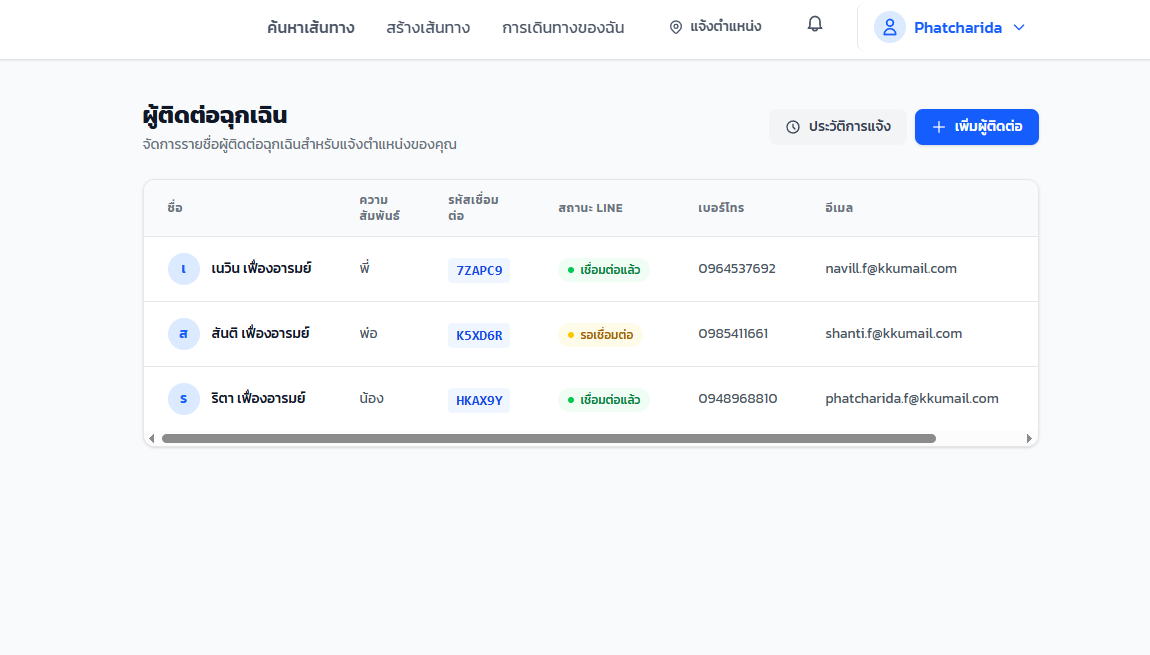 ค้นหาเส้นทาง สร้างเส้นทาง การเดินทางของฉัน แจ้งตำแหน่ง Phatcharida
ผู้ติดต่อฉุกเฉิน
จัดการรายชื่อผู้ติดต่อฉุกเฉินสำหรับแจ้งตำแหน่งของคุณ
ประวัติการแจ้ง เพิ่มผู้ติดต่อ
ชื่อ ความสัมพันธ์ รหัสเชื่อมต่อ สถานะ LINE เบอร์โทร อีเมล
เ เนวิน เฟื่องอารมย์ พี่ 7ZAPC9 เชื่อมต่อแล้ว 0964537692 navill.f@kkumail.com
ส สันติ เฟื่องอารมย์ พ่อ K5XD6R รอเชื่อมต่อ 0985411661 shanti.f@kkumail.com
ร ริตา เฟื่องอารมย์ น้อง HKAX9Y เชื่อมต่อแล้ว 0948968810 phatcharida.f@kkumail.com